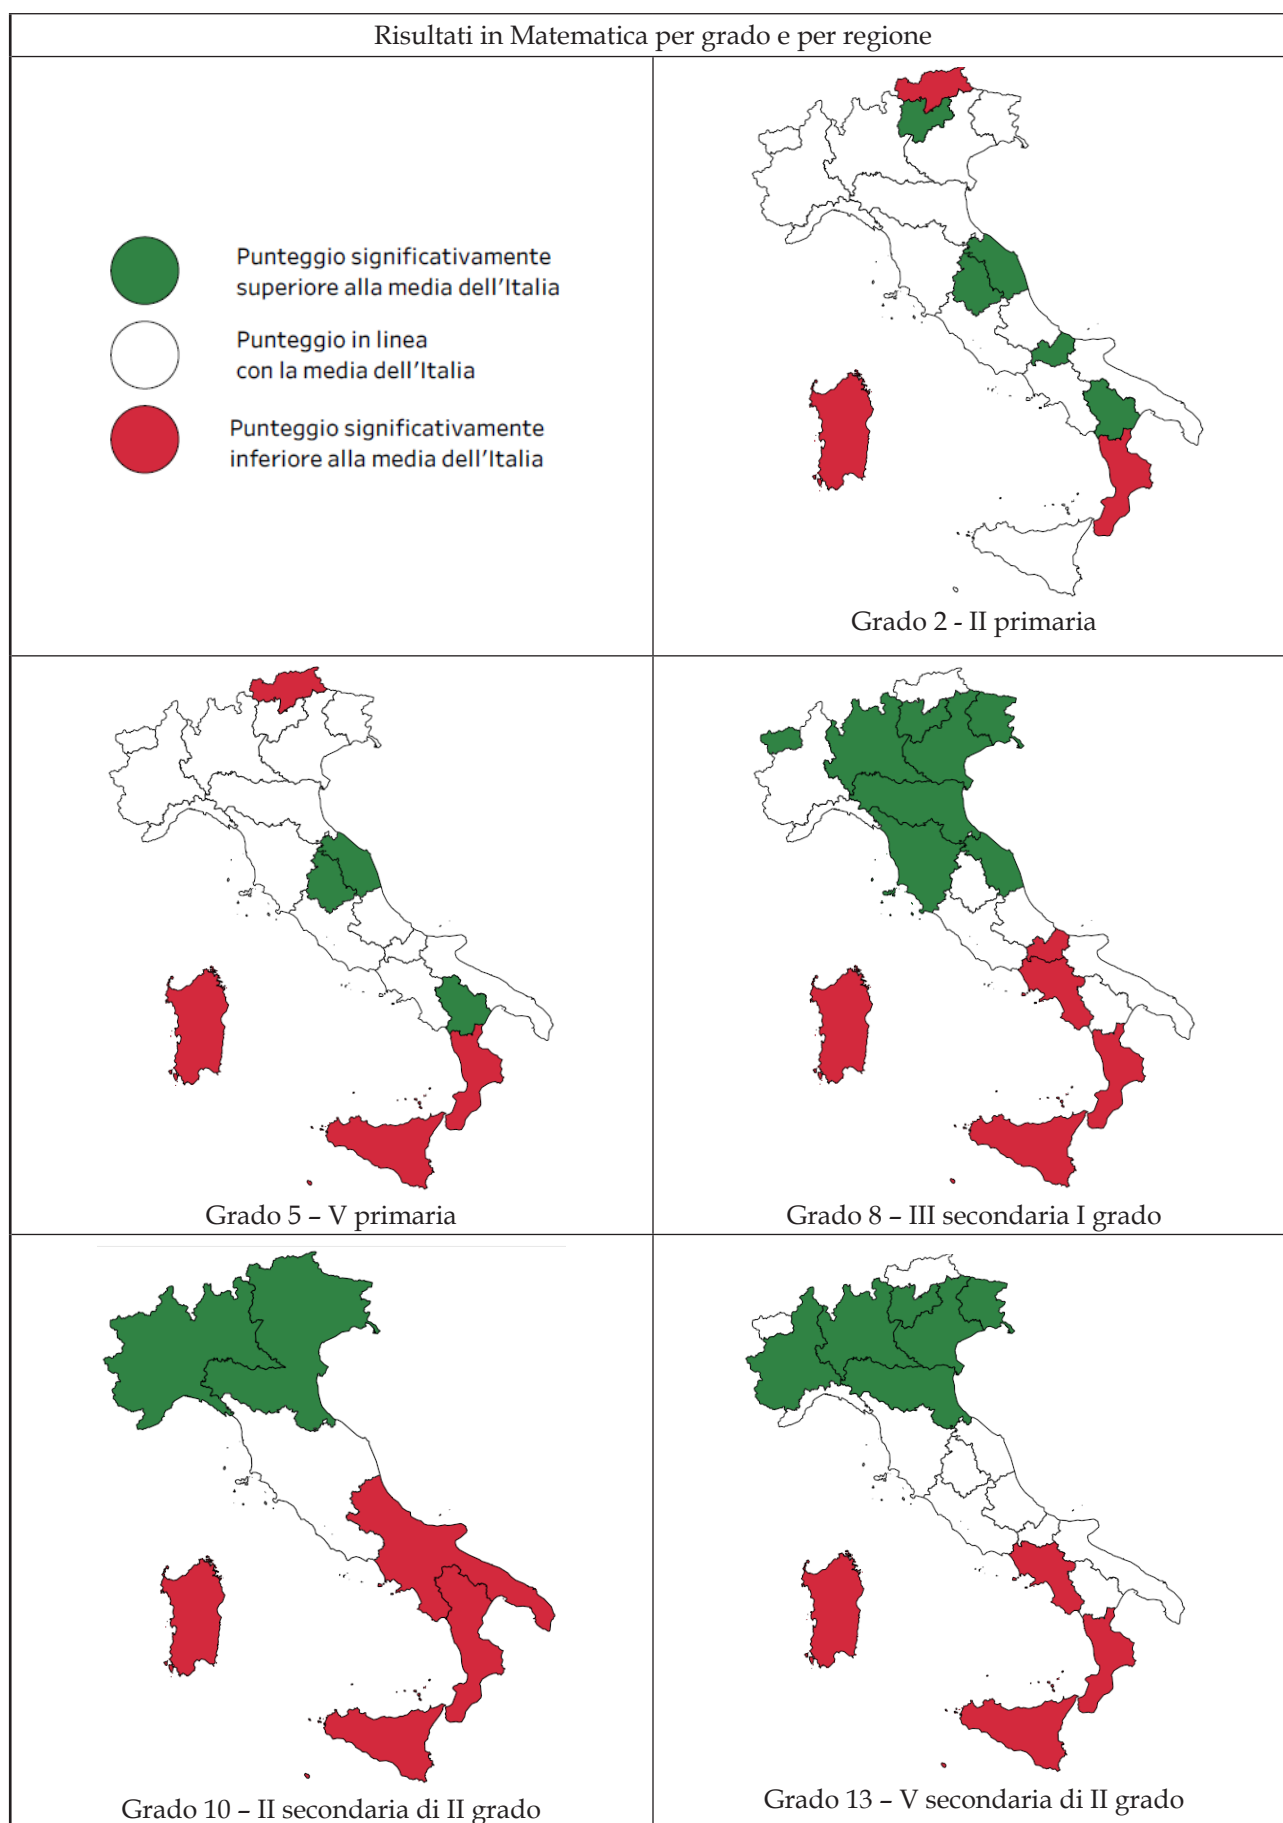 Risultati in Matematica per grado e per regione
Punteggio significativamente
superiore alla media dell'Italia
Punteggio in linea
con la media dell'Italia
Punteggio significativamente
inferiore alla media dell'Italia
Grado 2 - II primaria
Grado 5 – V primaria
Grado 8 – III secondaria I grado
Grado 10 – II secondaria di II grado
Grado 13 – V secondaria di II grado